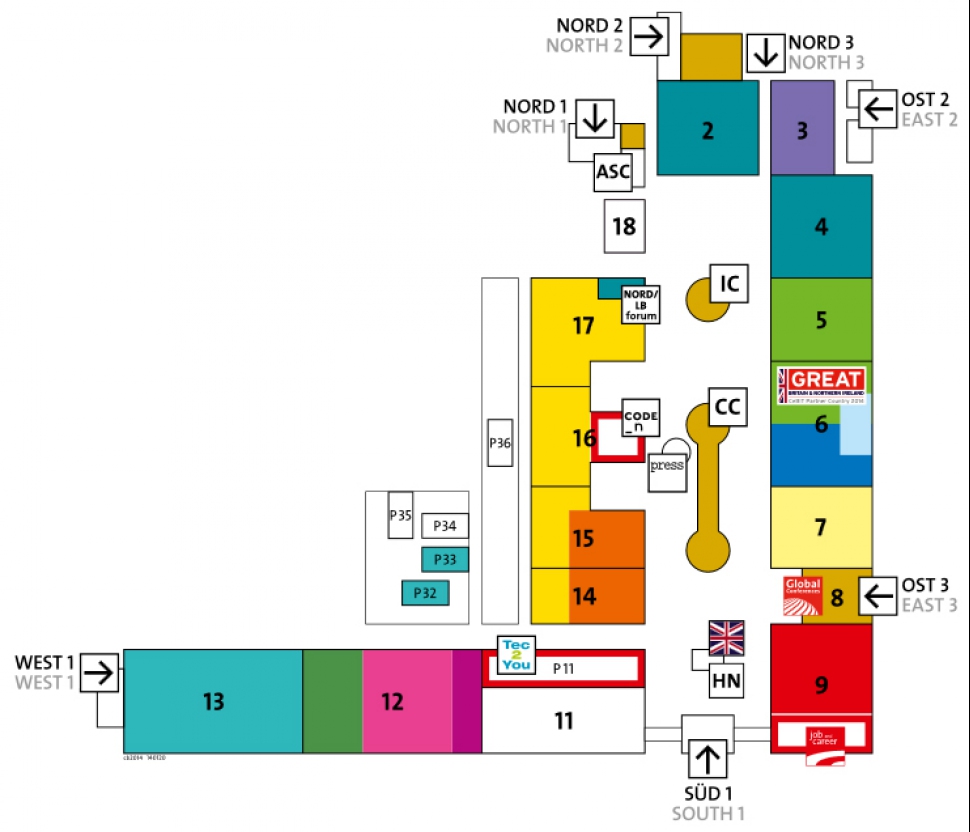 NORD 2
NORTH 2
NORD 3
NORTH 3
NORD 1
NORTH 1
OST 2
EAST 2
2
3
ASC
18
4
IC
NORD/
LB
forum
17
5
GREAT
BRITAIN & NORTHERN IRELAND
CeBIT Partner Country 2014
6
CC
CODE
_n
16
P36
press
P35
P34
P33
P32
15
7
14
Global
Conferences
8
OST 3
EAST 3
Tec
2
You
P 11
WEST 1
WEST 1
13
12
11
HN
9
job and
career
SÜD 1
SOUTH 1
cb2014 140120